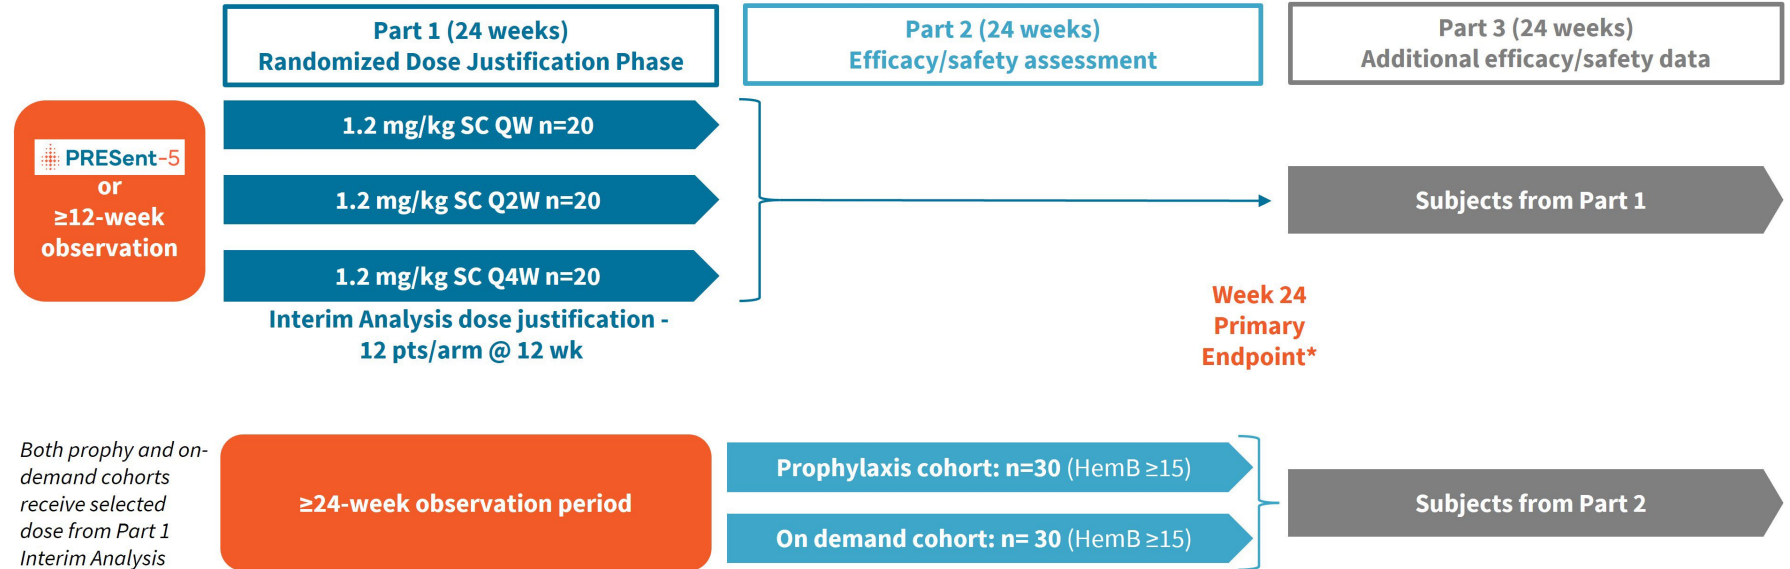 Part 1 (24 weeks)
Randomized Dose Justification Phase
Part 2 (24 weeks)
Efficacy/safety assessment
Part 3 (24 weeks)
Additional efficacy/safety data
PRESent-5
or
≥12-week
observation
1.2 mg/kg SC QW n=20
1.2 mg/kg SC Q2W n=20
1.2 mg/kg SC Q4W n=20
Interim Analysis dose justification -
12 pts/arm @ 12 wk
Subjects from Part 1
Week 24
Primary
Endpoint*
Both prophy and on-
demand cohorts
receive selected
dose from Part 1
Interim Analysis
≥24-week observation period
Prophylaxis cohort: n=30 (HemB ≥15)
On demand cohort: n= 30 (HemB ≥15)
Subjects from Part 2